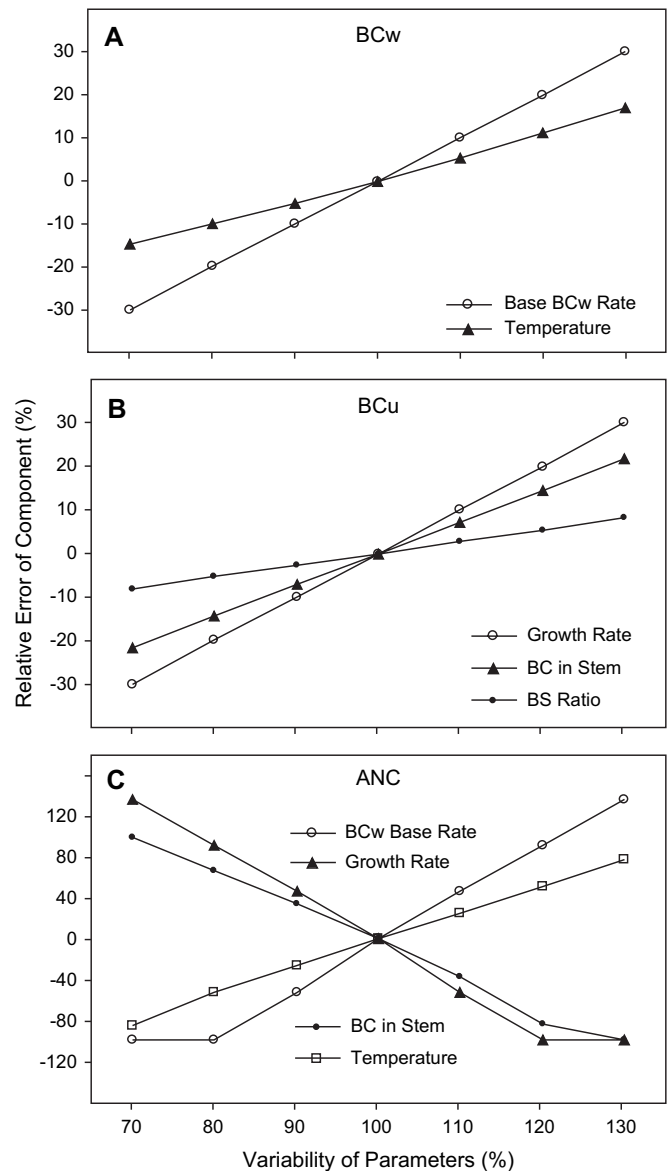 A
BCw
30
20
10
0
-10
-20
-30
Base BCw Rate
Temperature
B
BCu
30
20
10
0
-10
-20
-30
Growth Rate
BC in Stem
BS Ratio
Relative Error of Component (%)
C
ANC
120
80
40
0
-40
-80
-120
BCw Base Rate
Growth Rate
BC in Stem
Temperature
70 80 90 100 110 120 130
Variability of Parameters (%)